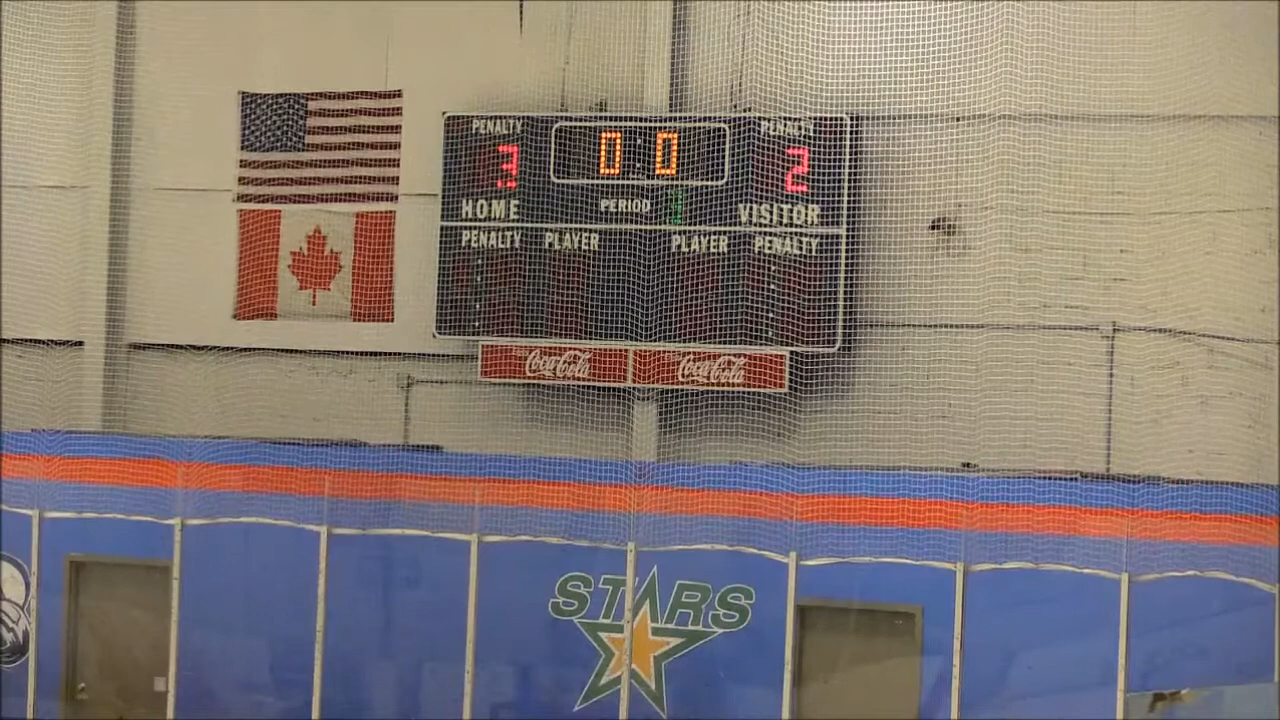 PENALTY PENALTY
3 0:0 2
HOME PERIOD 1 VISITOR
PENALTY PLAYER PLAYER PENALTY
Coca-Cola Coca-Cola
STARS